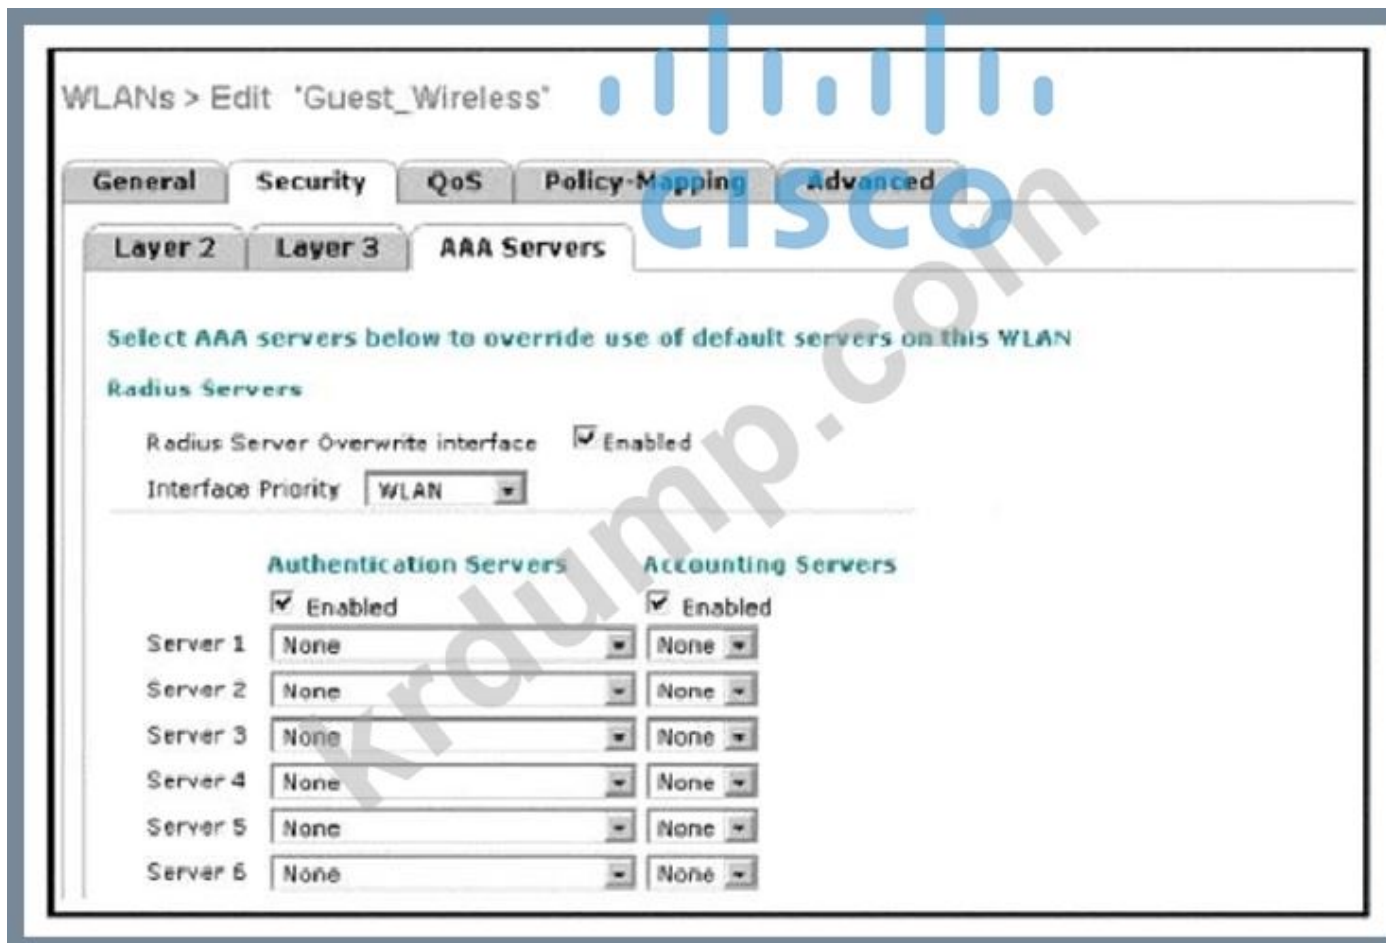 WLANs > Edit 'Guest_Wireless'
CISCO
General Security QoS Policy-Mapping Advanced
Layer 2 Layer 3 AAA Servers
Select AAA servers below to override use of default servers on this WLAN
Radius Servers
Radius Server Overwrite interface Enabled
Interface Priority WLAN
Authentication Servers Accounting Servers
Enabled Enabled
Server 1 None None
Server 2 None None
Server 3 None None
Server 4 None None
Server 5 None None
Server 6 None None
krdump.com